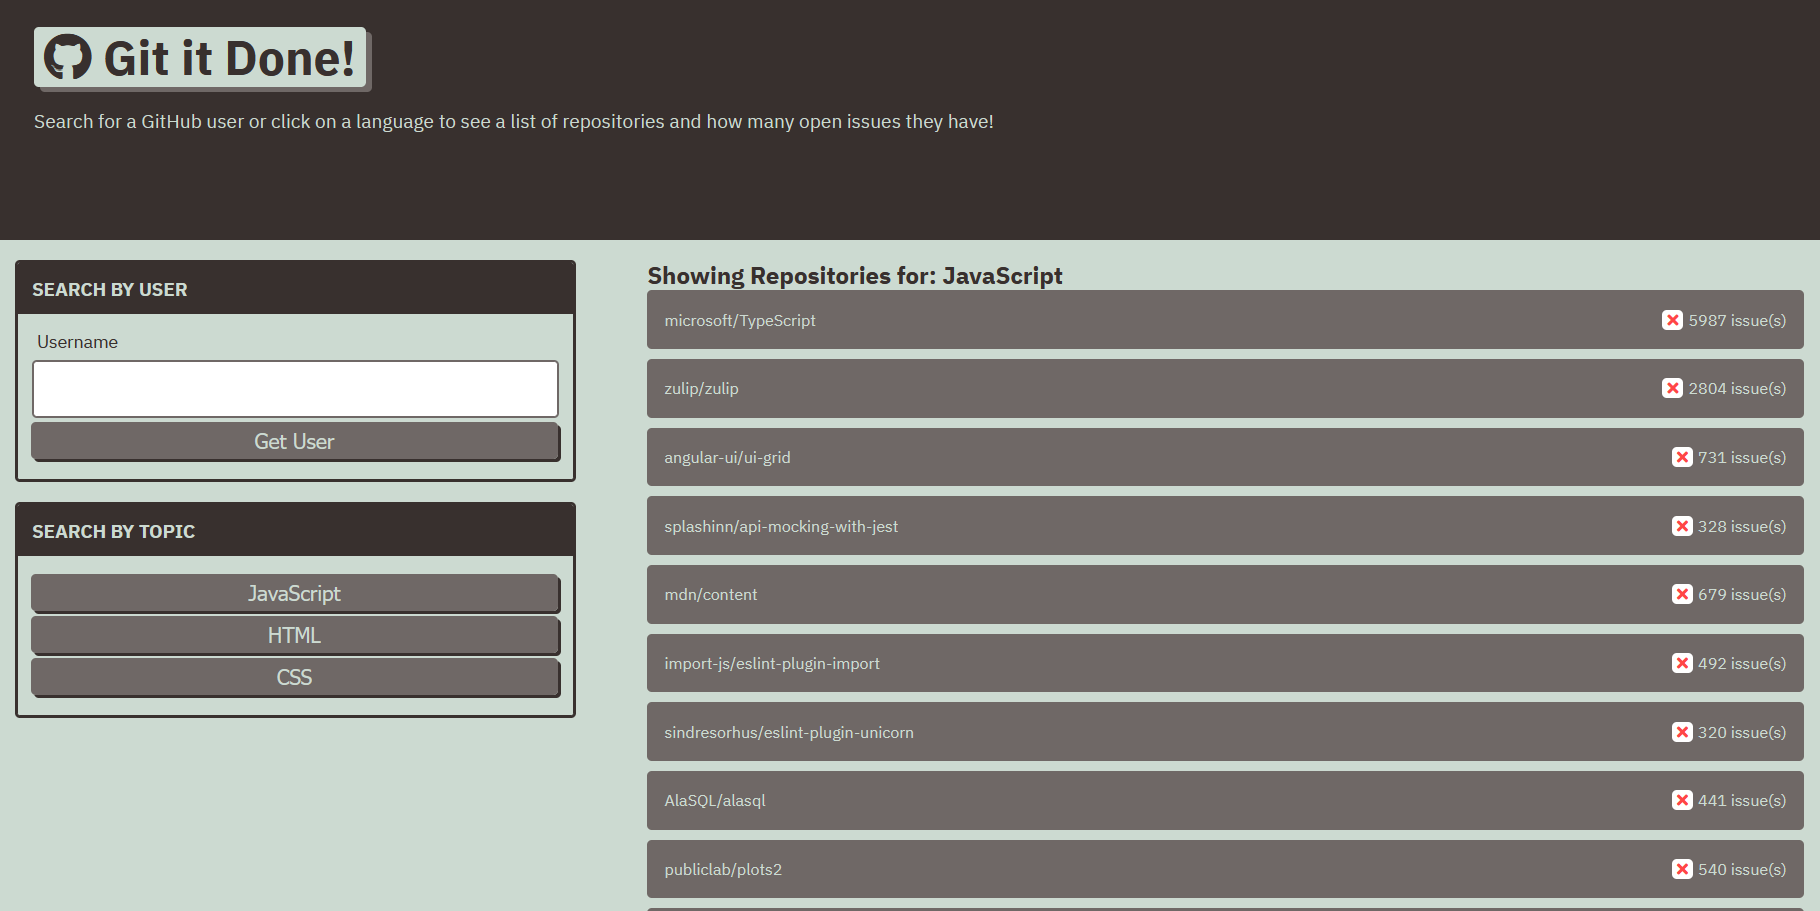 Git it Done!
Search for a GitHub user or click on a language to see a list of repositories and how many open issues they have!
SEARCH BY USER
Username
Get User
SEARCH BY TOPIC
JavaScript
HTML
CSS
Showing Repositories for: JavaScript
microsoft/TypeScript 5987 issue(s)
zulip/zulip 2804 issue(s)
angular-ui/ui-grid 731 issue(s)
splashinn/api-mocking-with-jest 328 issue(s)
mdn/content 679 issue(s)
import-js/eslint-plugin-import 492 issue(s)
sindresorhus/eslint-plugin-unicorn 320 issue(s)
AlaSQL/alasql 441 issue(s)
publiclab/plots2 540 issue(s)